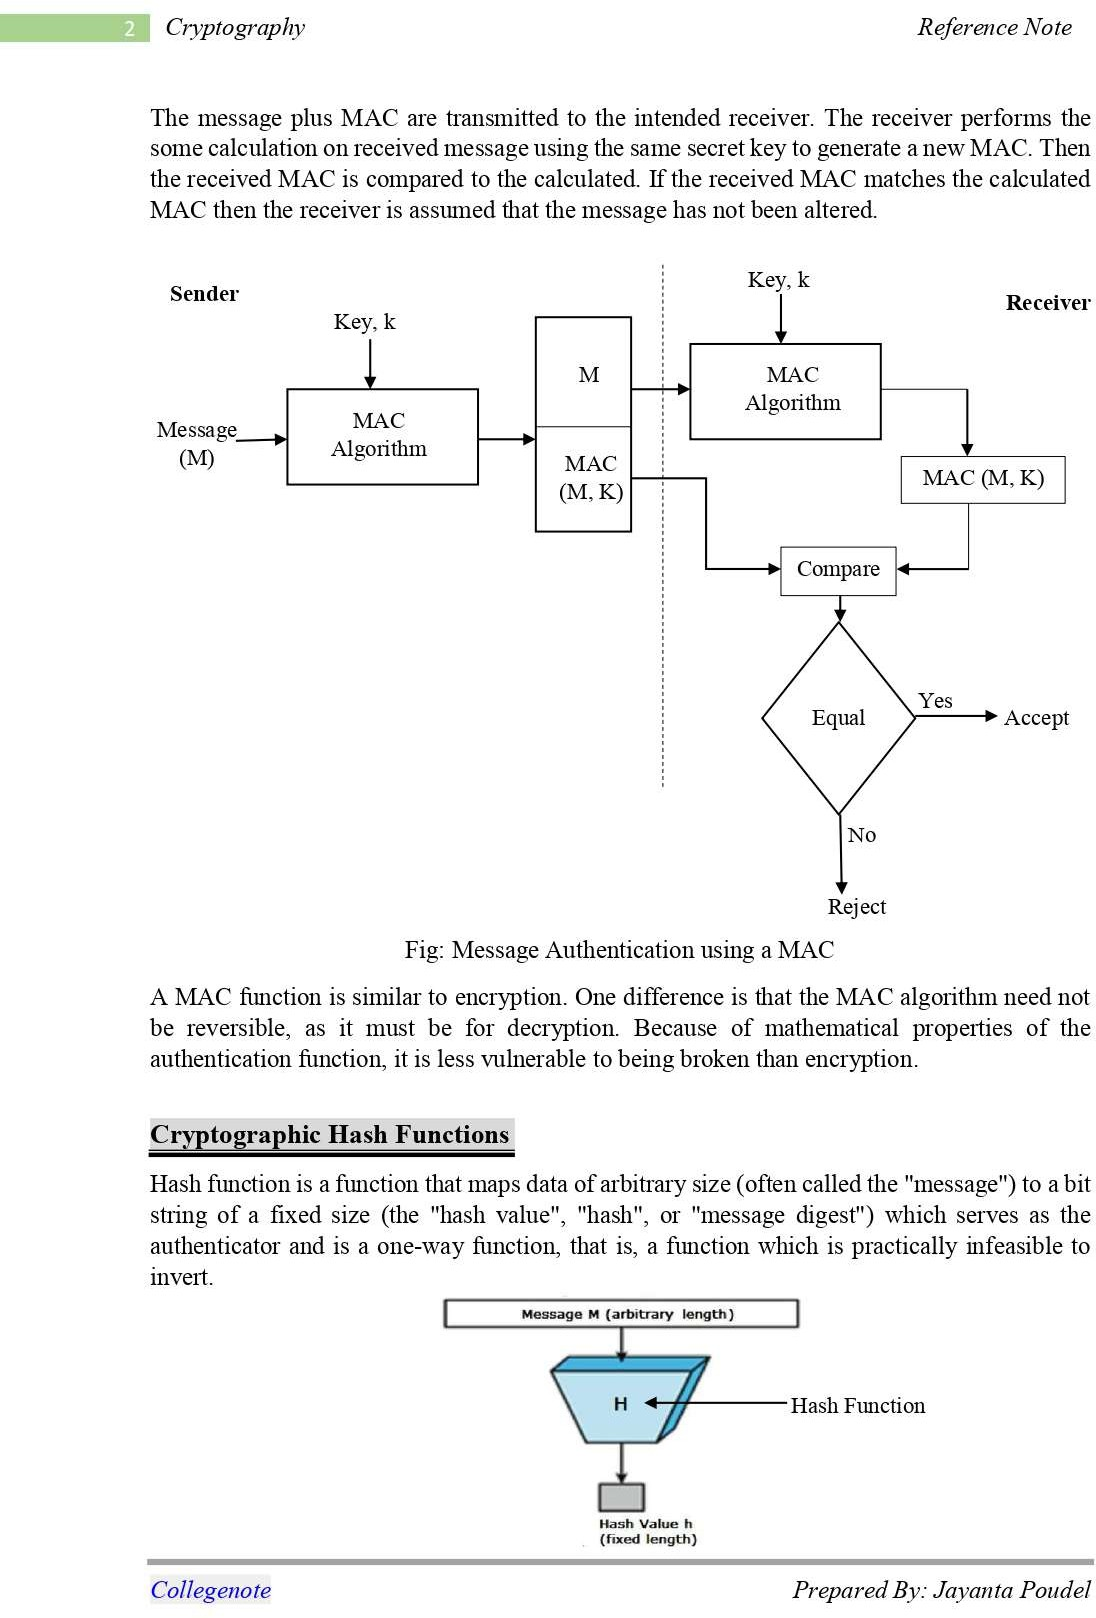 2 Cryptography Reference Note
The message plus MAC are transmitted to the intended receiver. The receiver performs the
some calculation on received message using the same secret key to generate a new MAC. Then
the received MAC is compared to the calculated. If the received MAC matches the calculated
MAC then the receiver is assumed that the message has not been altered.
Sender
Key, k
Message
(M)
MAC
Algorithm
M
MAC
(M, K)
Key, k
Receiver
MAC
Algorithm
MAC (M, K)
Compare
Equal
Yes
Accept
No
Reject
Fig: Message Authentication using a MAC
A MAC function is similar to encryption. One difference is that the MAC algorithm need not
be reversible, as it must be for decryption. Because of mathematical properties of the
authentication function, it is less vulnerable to being broken than encryption.
Cryptographic Hash Functions
Hash function is a function that maps data of arbitrary size (often called the "message") to a bit
string of a fixed size (the "hash value", "hash", or "message digest") which serves as the
authenticator and is a one-way function, that is, a function which is practically infeasible to
invert.
Message M (arbitrary length)
H
Hash Function
Hash Value h
(fixed length)
Collegenote Prepared By: Jayanta Poudel